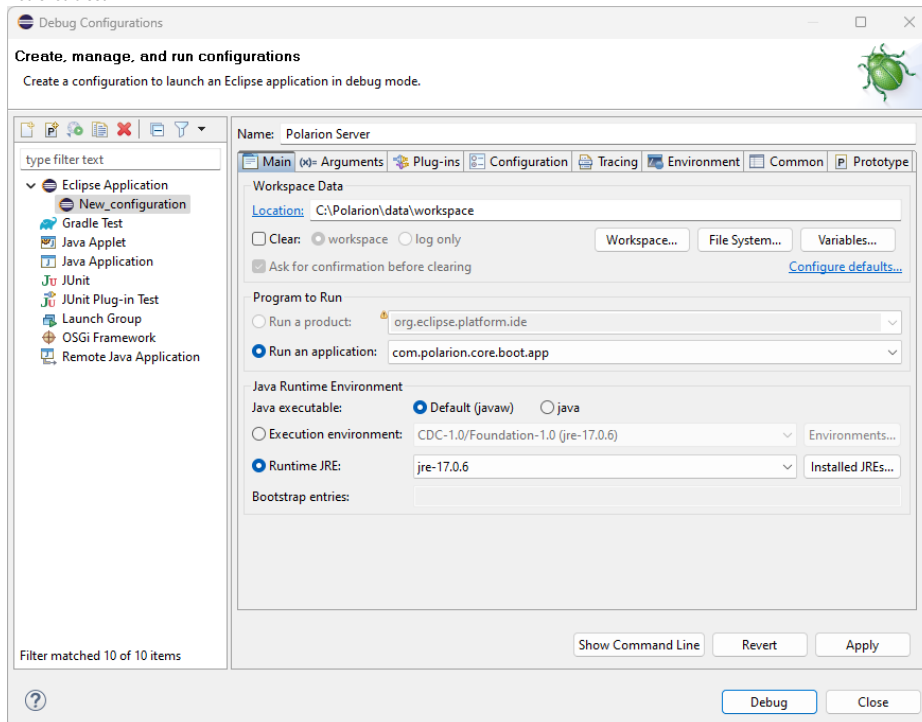 Debug Configurations
Create, manage, and run configurations
Create a configuration to launch an Eclipse application in debug mode.
type filter text
Eclipse Application
New_configuration
Gradle Test
Java Applet
Java Application
JUnit
JUnit Plug-in Test
Launch Group
OSGi Framework
Remote Java Application
Filter matched 10 of 10 items
Name: Polarion Server
Main (x)= Arguments Plug-ins Configuration Tracing Environment Common P Prototype
Workspace Data
Location: C:\Polarion\data\workspace
Clear: workspace log only Workspace... File System... Variables...
Ask for confirmation before clearing Configure defaults...
Program to Run
Run a product: org.eclipse.platform.ide
Run an application: com.polarion.core.boot.app
Java Runtime Environment
Java executable: Default (javaw) java
Execution environment: CDC-1.0/Foundation-1.0 (jre-17.0.6) Environments...
Runtime JRE: jre-17.0.6 Installed JREs...
Bootstrap entries:
Show Command Line Revert Apply
? Debug Close